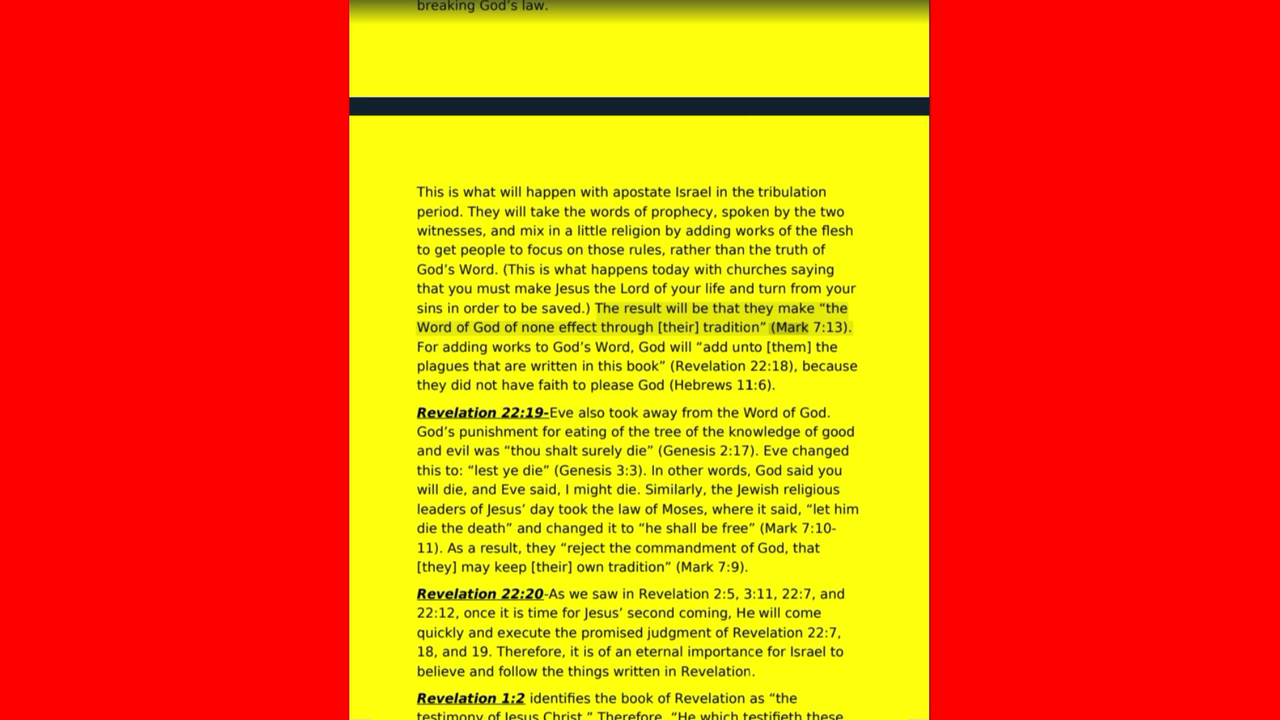 breaking God’s law.
This is what will happen with apostate Israel in the tribulation
period. They will take the words of prophecy, spoken by the two
witnesses, and mix in a little religion by adding works of the flesh
to get people to focus on those rules, rather than the truth of
God’s Word. (This is what happens today with churches saying
that you must make Jesus the Lord of your life and turn from your
sins in order to be saved.) The result will be that they make “the
Word of God of none effect through [their] tradition” (Mark 7:13).
For adding works to God’s Word, God will “add unto [them] the
plagues that are written in this book” (Revelation 22:18), because
they did not have faith to please God (Hebrews 11:6).
Revelation 22:19-Eve also took away from the Word of God.
God’s punishment for eating of the tree of the knowledge of good
and evil was “thou shalt surely die” (Genesis 2:17). Eve changed
this to: “lest ye die” (Genesis 3:3). In other words, God said you
will die, and Eve said, I might die. Similarly, the Jewish religious
leaders of Jesus’ day took the law of Moses, where it said, “let him
die the death” and changed it to “he shall be free” (Mark 7:10-
11). As a result, they “reject the commandment of God, that
[they] may keep [their] own tradition” (Mark 7:9).
Revelation 22:20-As we saw in Revelation 2:5, 3:11, 22:7, and
22:12, once it is time for Jesus’ second coming, He will come
quickly and execute the promised judgment of Revelation 22:7,
18, and 19. Therefore, it is of an eternal importance for Israel to
believe and follow the things written in Revelation.
Revelation 1:2 identifies the book of Revelation as “the
testimony of Jesus Christ.” Therefore, “He which testifieth these